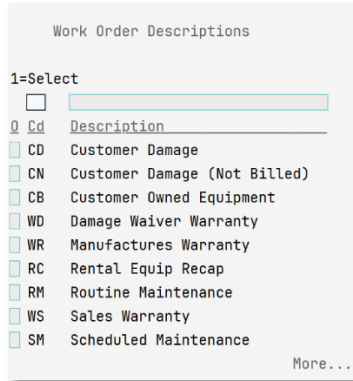 Work Order Descriptions
1=Select
O Cd Description
CD Customer Damage
CN Customer Damage (Not Billed)
CB Customer Owned Equipment
WD Damage Waiver Warranty
WR Manufactures Warranty
RC Rental Equip Recap
RM Routine Maintenance
WS Sales Warranty
SM Scheduled Maintenance
More...